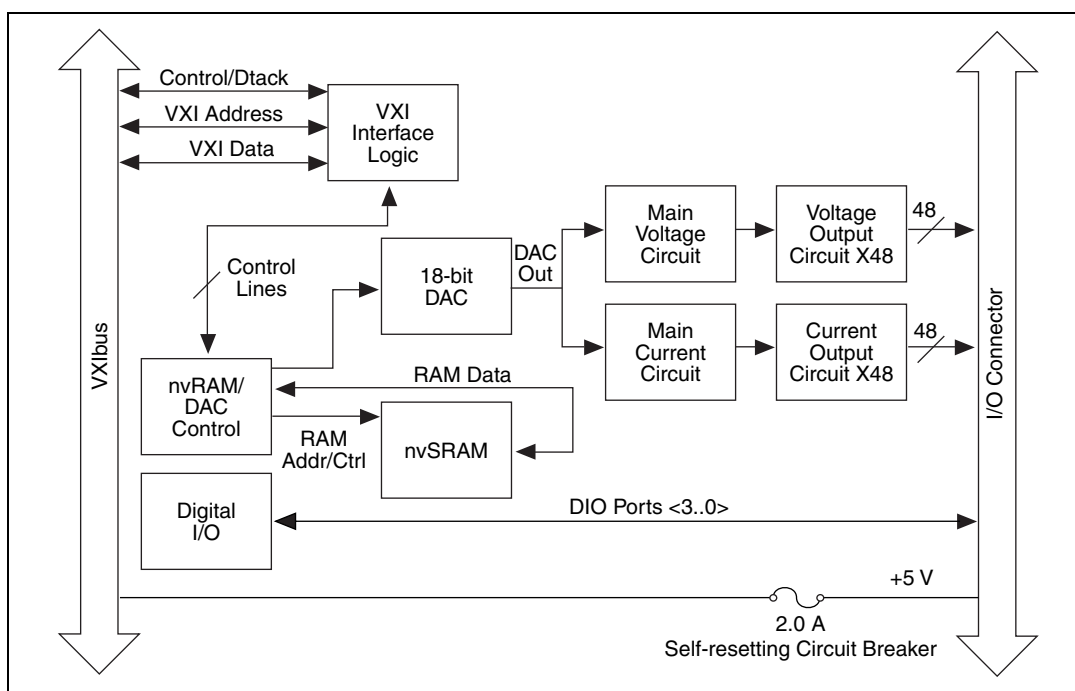 VXIbus
Control/Dtack
VXI Address
VXI Data
VXI
Interface
Logic
Control
Lines
18-bit
DAC
DAC
Out
Main
Voltage
Circuit
Voltage
Output
Circuit X48
48
Main
Current
Circuit
Current
Output
Circuit X48
48
nvRAM/
DAC
Control
RAM Data
RAM
Addr/Ctrl
nvSRAM
Digital
I/O
DIO Ports <3..0>
+5 V
2.0 A
Self-resetting Circuit Breaker
I/O Connector